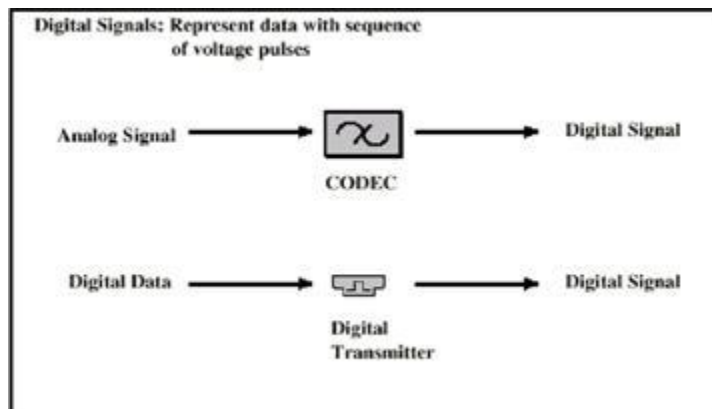 Digital Signals: Represent data with sequence
of voltage pulses
Analog Signal
Digital Signal
CODEC
Digital Data
Digital Signal
Digital
Transmitter